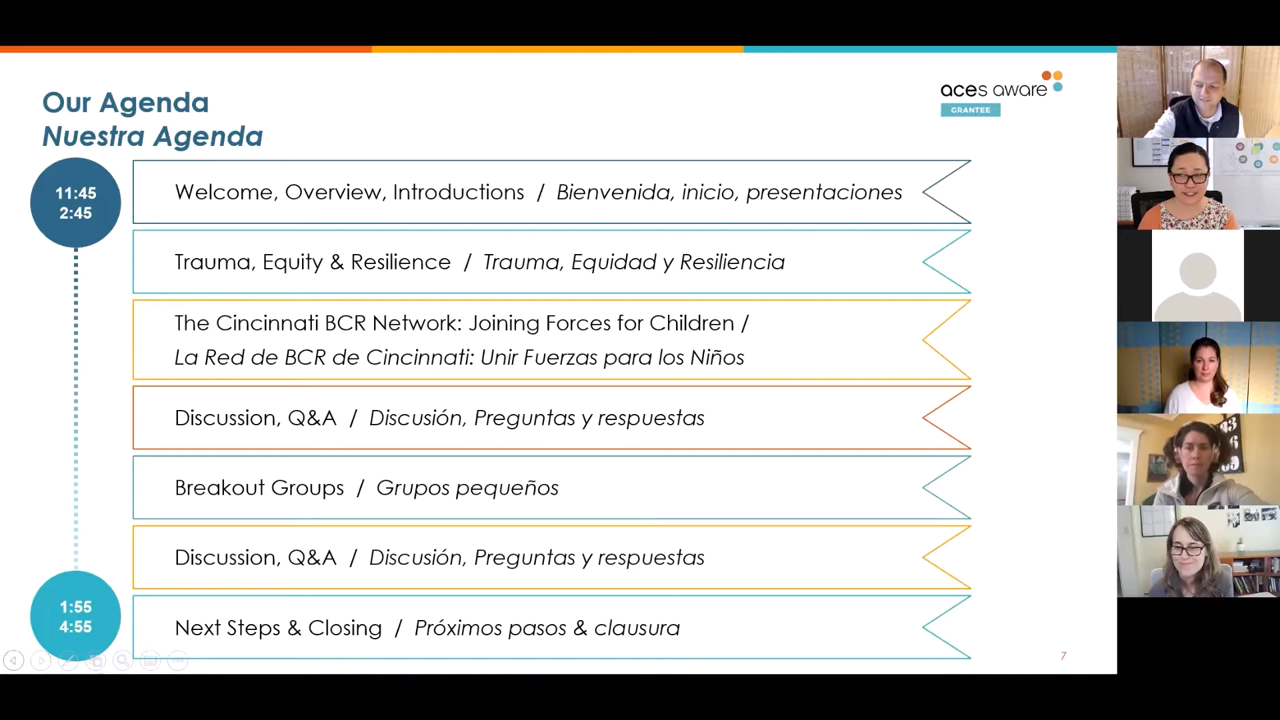 Our Agenda
Nuestra Agenda
aces aware
GRANTEE
11:45
2:45
Welcome, Overview, Introductions / Bienvenida, inicio, presentaciones
Trauma, Equity & Resilience / Trauma, Equidad y Resiliencia
The Cincinnati BCR Network: Joining Forces for Children /
La Red de BCR de Cincinnati: Unir Fuerzas para los Niños
Discussion, Q&A / Discusión, Preguntas y respuestas
Breakout Groups / Grupos pequeños
Discussion, Q&A / Discusión, Preguntas y respuestas
1:55
4:55
Next Steps & Closing / Próximos pasos & clausura
7